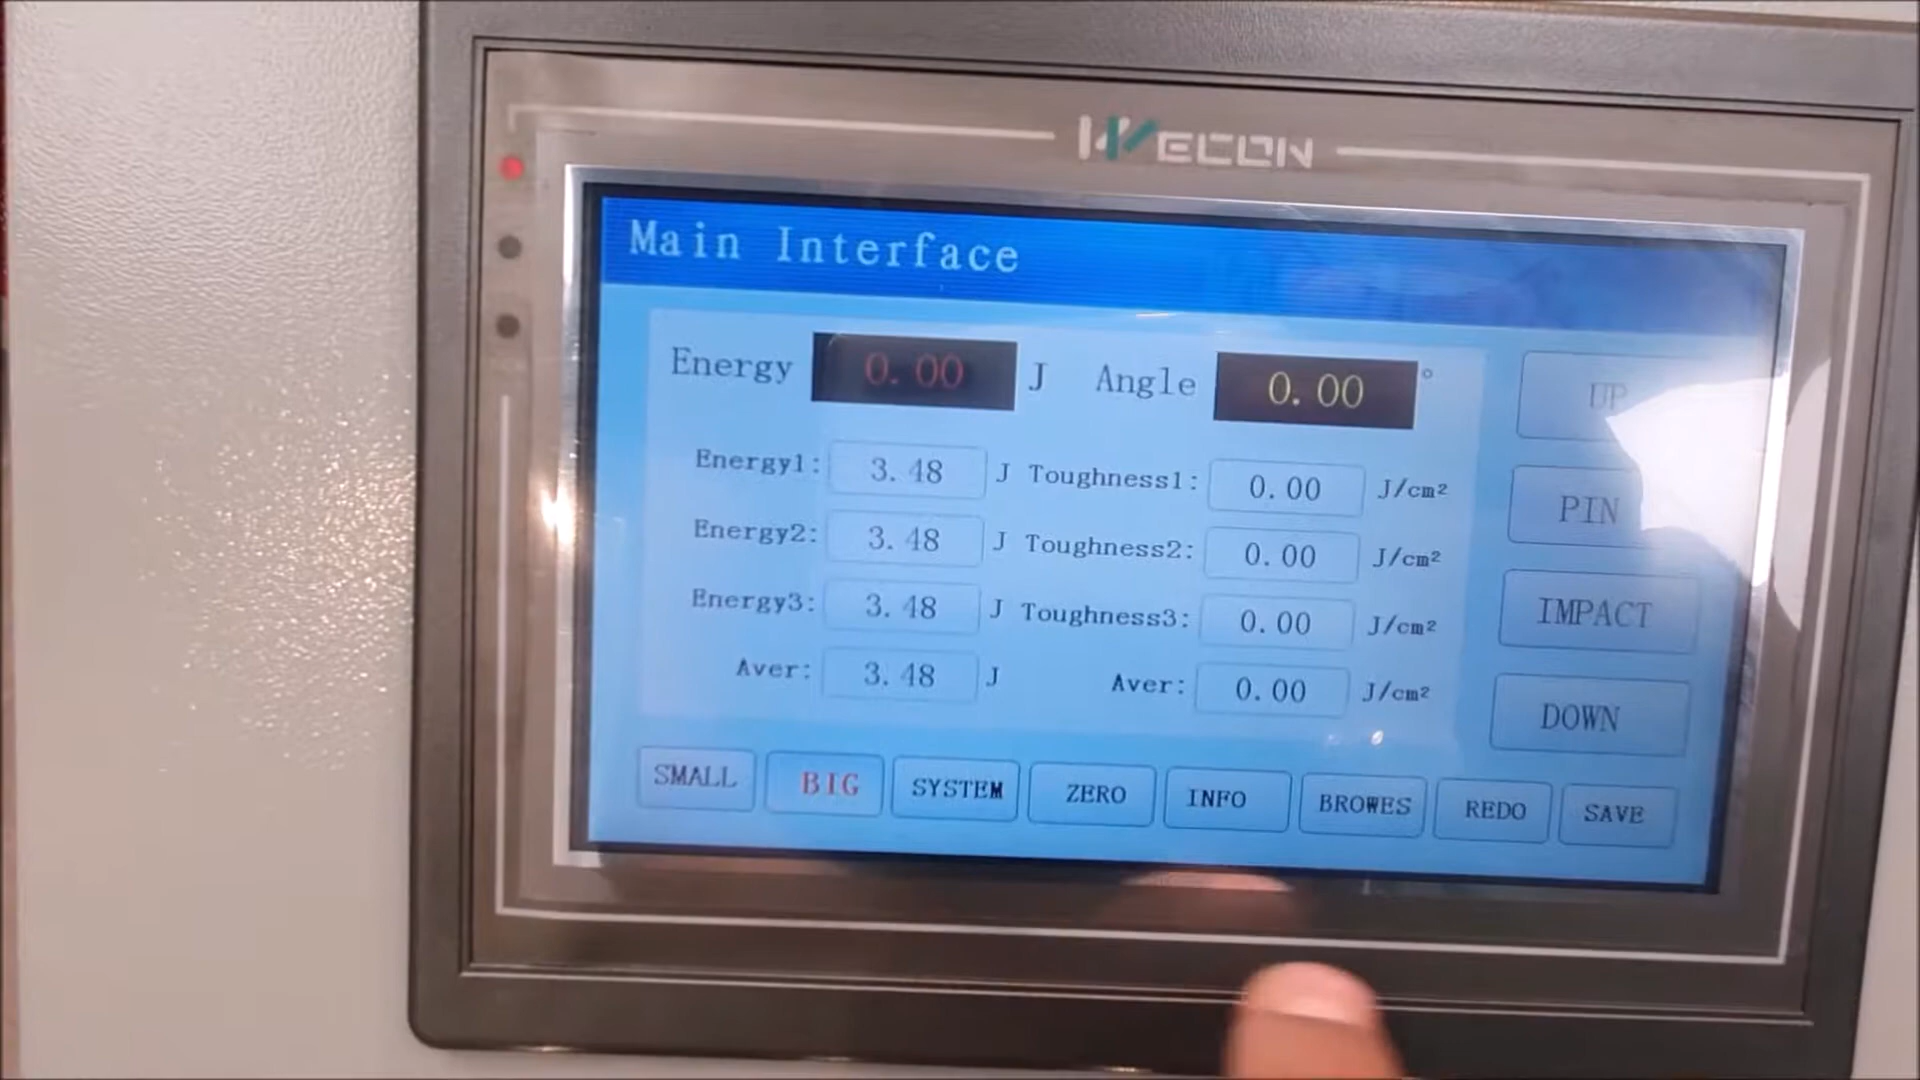 WECON
Main Interface
Energy 0.00 J Angle 0.00 °
UP
Energy1: 3.48 J Toughness1: 0.00 J/cm²
PIN
Energy2: 3.48 J Toughness2: 0.00 J/cm²
Energy3: 3.48 J Toughness3: 0.00 J/cm²
IMPACT
Aver: 3.48 J Aver: 0.00 J/cm²
DOWN
SMALL BIG SYSTEM ZERO INFO BROWES REDO SAVE